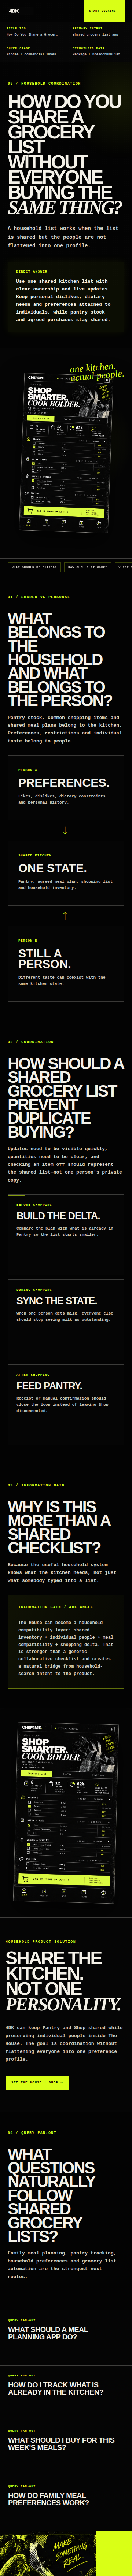 4DK
START COOKING
TITLE TAG
How Do You Share a Grocer…
PRIMARY INTENT
shared grocery list app
ROUTE STAGE
Middle / commercial inves…
STRUCTURED DATA
WebPage + BreadcrumbList
05 / HOUSEHOLD COORDINATION
HOW DO YOU
SHARE A
GROCERY
LIST
WITHOUT
EVERYONE
BUYING THE
SAME THING?
A household list works when the list
is shared but the people are not
flattened into one profile.
DIRECT ANSWER
Use one shared kitchen list with
clear ownership and live updates.
Keep personal dislikes, dietary
needs and preferences attached to
individuals, while pantry stock
and agreed purchases stay shared.
one kitchen.
actual people.
SHOP
SMARTER.
COOK BOLDER.
WHAT SHOULD BE SHARED?
HOW SHOULD IT WORK?
01 / SHARED VS PERSONAL
WHAT
BELONGS TO
THE
HOUSEHOLD
AND WHAT
BELONGS TO
THE PERSON?
Pantry stock, common shopping items and
shared meal plans belong to the kitchen.
Preferences, restrictions and individual
taste belong to people.
PERSON A
PREFERENCES.
Likes, dislikes, dietary constraints
and personal history.
↓
SHARED KITCHEN
ONE STATE.
Pantry, agreed meal plan, shopping list
and household inventory.
↑
PERSON B
STILL A
PERSON.
Different taste can coexist with the
same kitchen state.
02 / COORDINATION
HOW SHOULD A
SHARED
GROCERY LIST
PREVENT
DUPLICATE
BUYING?
Updates need to be visible quickly,
quantities need to be clear, and
checking an item off should represent
the shared list—not one person's private
copy.
BEFORE SHOPPING
BUILD THE DELTA.
Compare the plan with what is already in
Pantry so the list starts smaller.
DURING SHOPPING
SYNC THE STATE.
When one person gets milk, everyone else
should stop seeing milk as outstanding.
AFTER SHOPPING
FEED PANTRY.
Receipt or manual confirmation should
close the loop instead of leaving Shop
disconnected.
03 / INFORMATION GAIN
WHY IS THIS
MORE THAN A
SHARED
CHECKLIST?
Because the useful household system
knows what the kitchen needs, not just
what somebody typed into a list.
INFORMATION GAIN / 4DK ANGLE
The House can become a household
compatibility layer: shared
inventory + individual people + meal
compatibility + shopping delta. That
is stronger than a generic
collaborative checklist and creates
a natural bridge from household-
search intent to the product.
SHOP
SMARTER.
COOK BOLDER.
HOUSEHOLD PRODUCT SOLUTION
SHARE THE
KITCHEN.
NOT ONE
PERSONALITY.
4DK can keep Pantry and Shop shared while
preserving individual people inside The
House. The goal is coordination without
flattening everyone into one preference
profile.
SEE THE HOUSE + SHOP
04 / QUERY FAN-OUT
WHAT
QUESTIONS
NATURALLY
FOLLOW
SHARED
GROCERY
LISTS?
Family meal planning, pantry tracking,
household preferences and grocery-list
automation are the strongest next
routes.
QUERY FAN-OUT
WHAT SHOULD A MEAL
PLANNING APP DO?
QUERY FAN-OUT
HOW DO I TRACK WHAT IS
ALREADY IN THE KITCHEN?
QUERY FAN-OUT
WHAT SHOULD I BUY FOR THIS
WEEK'S MEALS?
QUERY FAN-OUT
HOW DO FAMILY MEAL
PREFERENCES WORK?
MAKE
SOMETHING
REAL